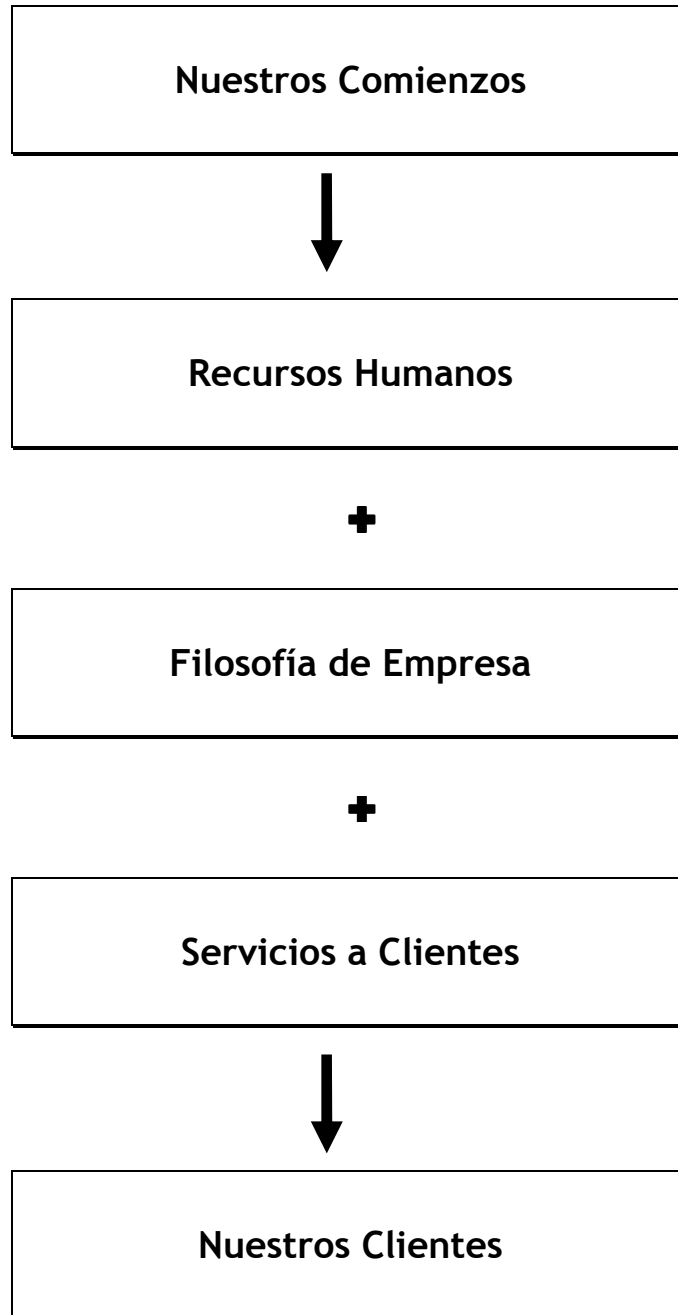 Nuestros Comienzos
Recursos Humanos
+
Filosofía de Empresa
+
Servicios a Clientes
Nuestros Clientes